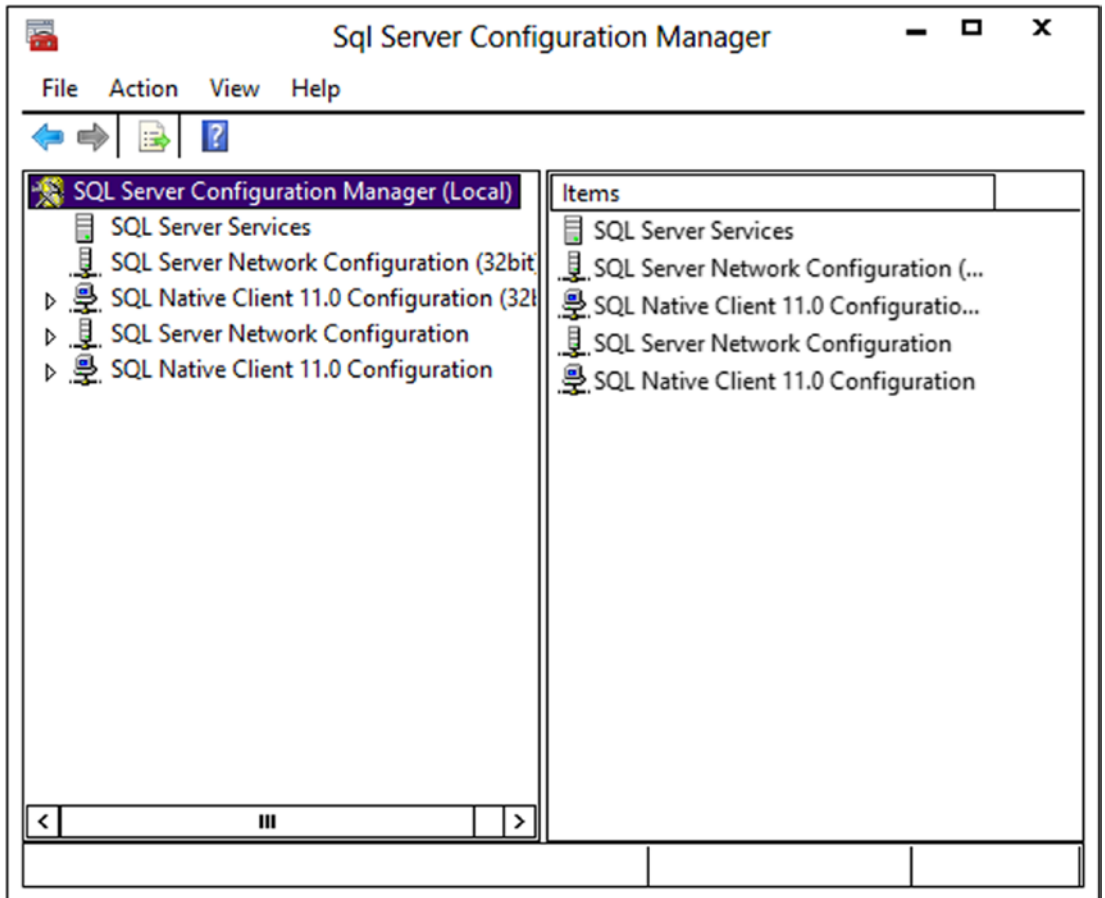 Sql Server Configuration Manager
File Action View Help
SQL Server Configuration Manager (Local)
SQL Server Services
SQL Server Network Configuration (32bit
SQL Native Client 11.0 Configuration (32
SQL Server Network Configuration
SQL Native Client 11.0 Configuration
Items
SQL Server Services
SQL Server Network Configuration (...
SQL Native Client 11.0 Configuratio...
SQL Server Network Configuration
SQL Native Client 11.0 Configuration